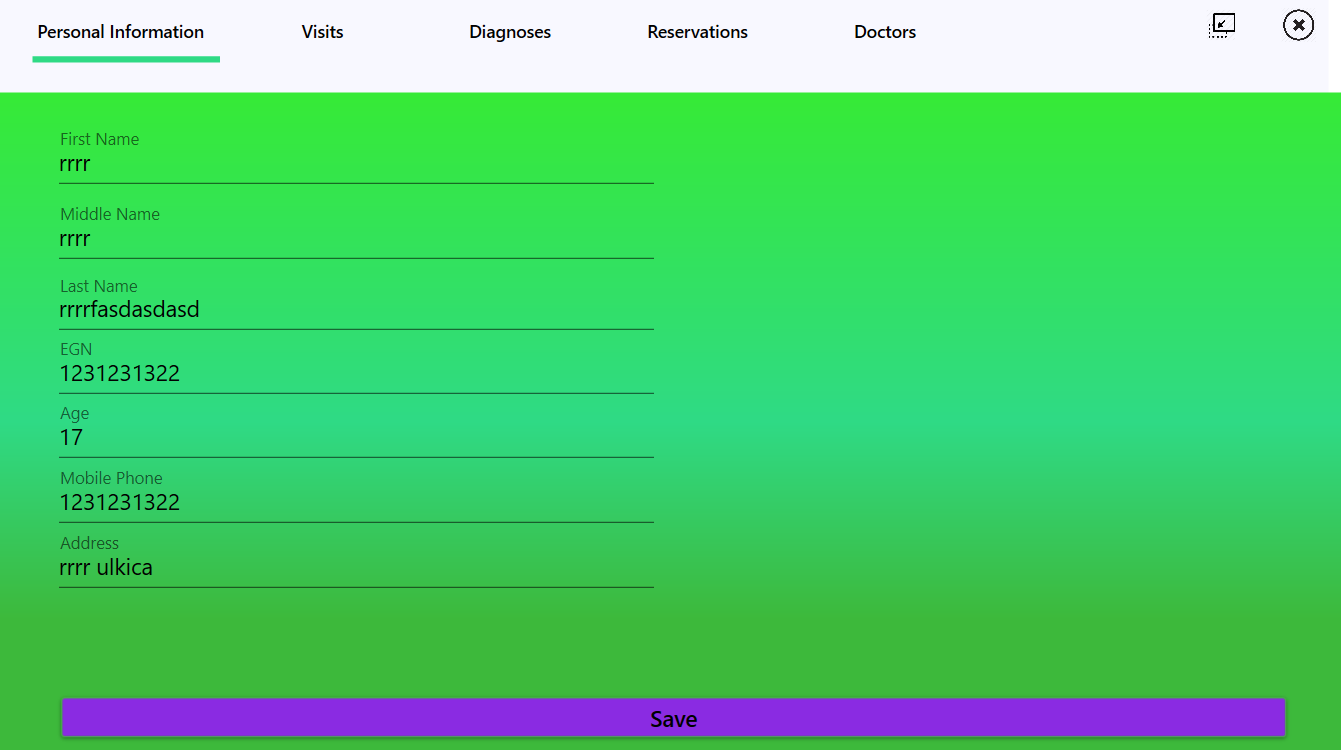 Personal Information Visits Diagnoses Reservations Doctors
First Name
rrrr
Middle Name
rrrr
Last Name
rrrrfasdasdasd
EGN
1231231322
Age
17
Mobile Phone
1231231322
Address
rrrr ulkica
Save